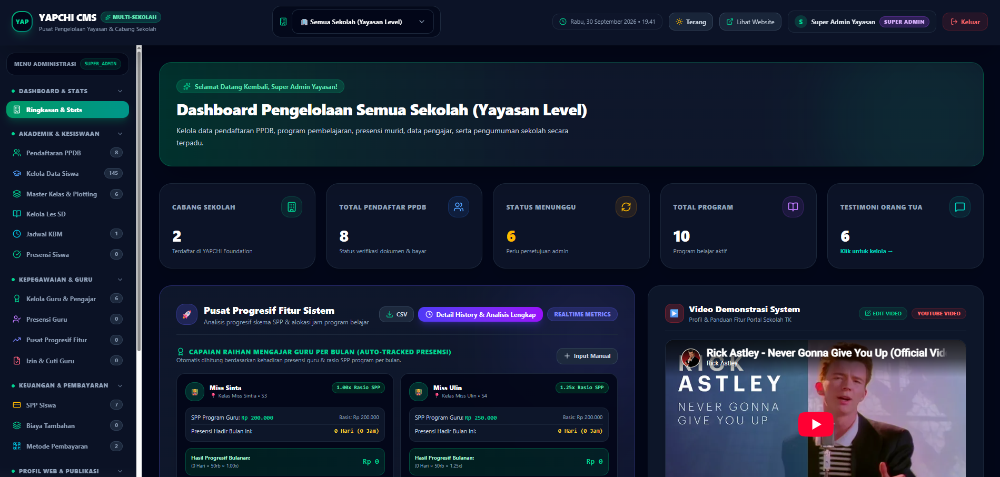 YAP
YAPCHI CMS
MULTI-SEKOLAH
Pusat Pengelolaan Yayasan & Cabang Sekolah
Semua Sekolah (Yayasan Level)
Rabu, 30 September 2026 • 19.41
Terang
Lihat Website
S
Super Admin Yayasan
SUPER ADMIN
Keluar
MENU ADMINISTRASI
SUPER_ADMIN
DASHBOARD & STATS
Ringkasan & Stats
AKADEMIK & KESISWAAN
Pendaftaran PPDB 8
Kelola Data Siswa 145
Master Kelas & Plotting 6
Kelola Les SD
Jadwal KBM 1
Presensi Siswa 0
KEPEGAWAIAN & GURU
Kelola Guru & Pengajar 6
Presensi Guru 0
Pusat Progresif Fitur 0
Izin & Cuti Guru 0
KEUANGAN & PEMBAYARAN
SPP Siswa 7
Biaya Tambahan 0
Metode Pembayaran 2
PROFIL WEB & PUBLIKASI
Selamat Datang Kembali, Super Admin Yayasan!
Dashboard Pengelolaan Semua Sekolah (Yayasan Level)
Kelola data pendaftaran PPDB, program pembelajaran, presensi murid, data pengajar, serta pengumuman sekolah secara
terpadu.
CABANG SEKOLAH
2
Terdaftar di YAPCHI Foundation
TOTAL PENDAFTAR PPDB
8
Status verifikasi dokumen & bayar
STATUS MENUNGGU
6
Perlu persetujuan admin
TOTAL PROGRAM
10
Program belajar aktif
TESTIMONI ORANG TUA
6
Klik untuk kelola →
Pusat Progresif Fitur Sistem
Analisis progresif skema SPP & alokasi jam program belajar
CSV
Detail History & Analisis Lengkap
REALTIME METRICS
CAPAIAN RAIHAN MENGAJAR GURU PER BULAN (AUTO-TRACKED PRESENSI)
Otomatis dihitung berdasarkan kehadiran presensi guru & rasio SPP program per bulan.
+ Input Manual
Miss Sinta
Kelas Miss Sintia • S3
1.00x Rasio SPP
SPP Program Guru: Rp 200.000
Basis: Rp 200.000
Presensi Hadir Bulan Ini:
0 Hari (0 Jam)
Hasil Progresif Bulanan:
(0 Hari × 50rb × 1.00x)
Rp 0
Miss Ulin
Kelas Miss Ulin • S4
1.25x Rasio SPP
SPP Program Guru: Rp 250.000
Basis: Rp 200.000
Presensi Hadir Bulan Ini:
0 Hari (0 Jam)
Hasil Progresif Bulanan:
(0 Hari × 50rb × 1.25x)
Rp 0
Video Demonstrasi System
Profil & Panduan Fitur Portal Sekolah TK
EDIT VIDEO
YOUTUBE VIDEO
Rick Astley - Never Gonna Give You Up (Official Vid
Rick Astley
RICK
ASTLEY
NEVER GONNA
GIVE YOU UP